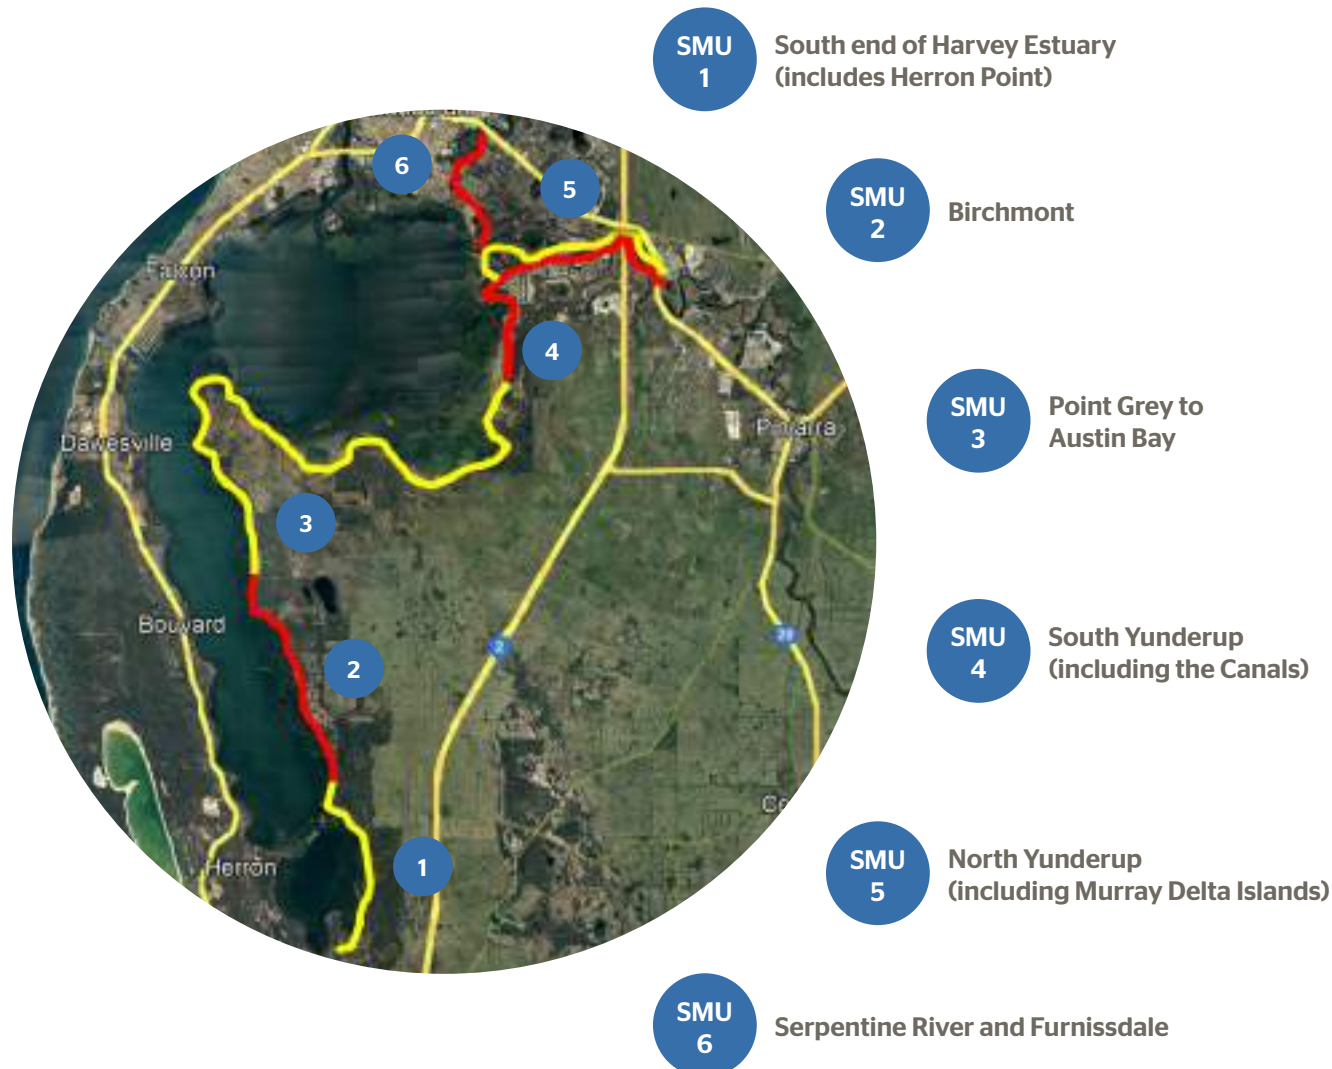 SMU
1
South end of Harvey Estuary
(includes Herron Point)
6
5
SMU
2
Birchmont
Falcon
4
SMU
3
Point Grey to
Austin Bay
Dawesville
Pinjarra
3
Bouvard
2
2
20
SMU
4
South Yunderup
(including the Canals)
Herron
1
SMU
5
North Yunderup
(including Murray Delta Islands)
SMU
6
Serpentine River and Furnissdale